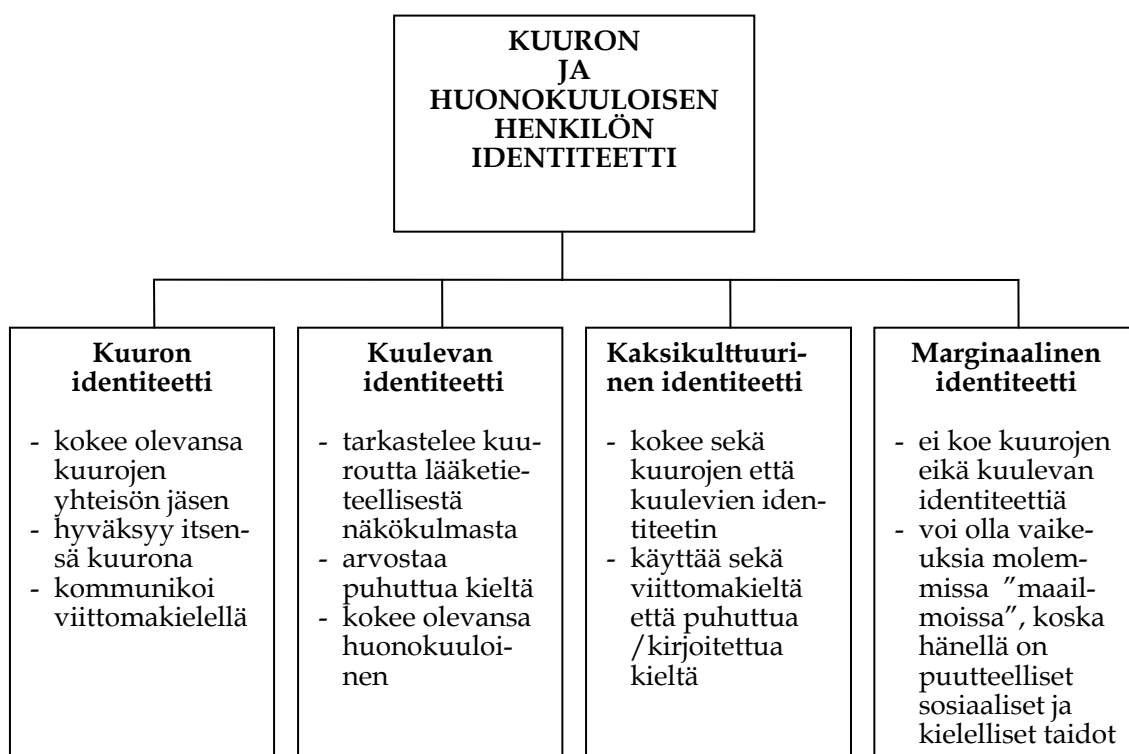 KUURON
JA
HUONOKUULOISEN
HENKILÖN
IDENTITEETTI
Kuuron
identiteetti
- kokee olevansa
kuurojen
yhteisön jäsen
- hyväksyy itsen-
sä kuurona
- kommunikoi
viittomakielellä
Kuulevan
identiteetti
- tarkastelee kuu-
routta lääketie-
teellisestä
näkökulmasta
- arvostaa
puhuttua kieltä
- kokee olevansa
huonokuuloi-
nen
Kaksikulttuuri-
nen identiteetti
- kokee sekä
kuurojen että
kuulevien iden-
titeetin
- käyttää sekä
viittomakieltä
että puhuttua
/kirjoitettua
kieltä
Marginaalinen
identiteetti
- ei koe kuurojen
eikä kuulevan
identiteettiä
- voi olla vaike-
uksia molem-
missa ”maail-
moissa”, koska
hänellä on
puutteelliset
sosiaaliset ja
kielelliset taidot